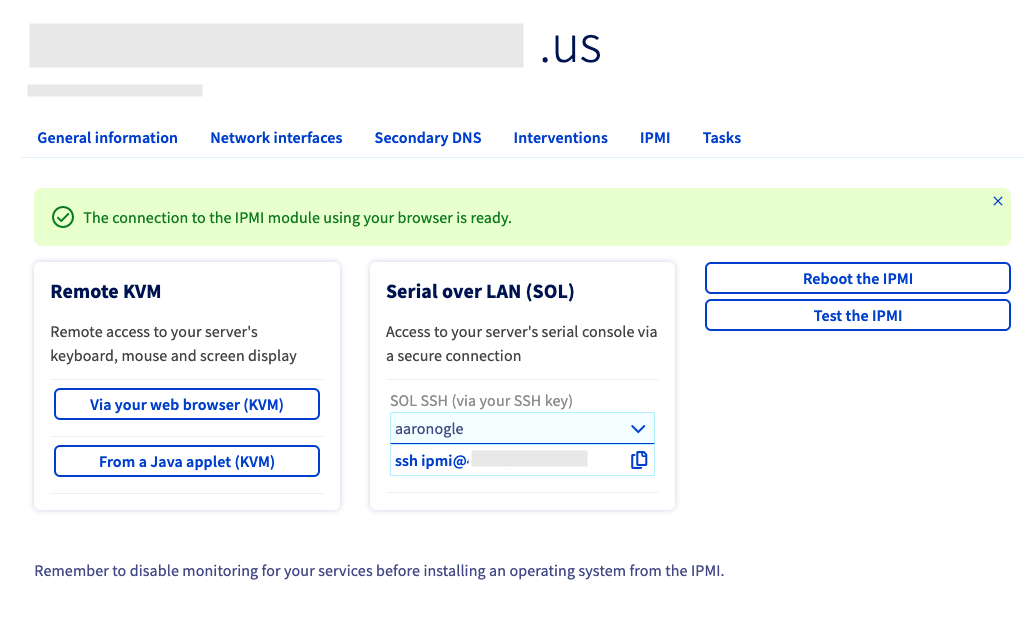 .us
General information Network interfaces Secondary DNS Interventions IPMI Tasks
The connection to the IPMI module using your browser is ready.
Remote KVM
Remote access to your server's
keyboard, mouse and screen display
Via your web browser (KVM)
From a Java applet (KVM)
Serial over LAN (SOL)
Access to your server's serial console via
a secure connection
SOL SSH (via your SSH key)
aaronogle
ssh ipmi@
Reboot the IPMI
Test the IPMI
Remember to disable monitoring for your services before installing an operating system from the IPMI.